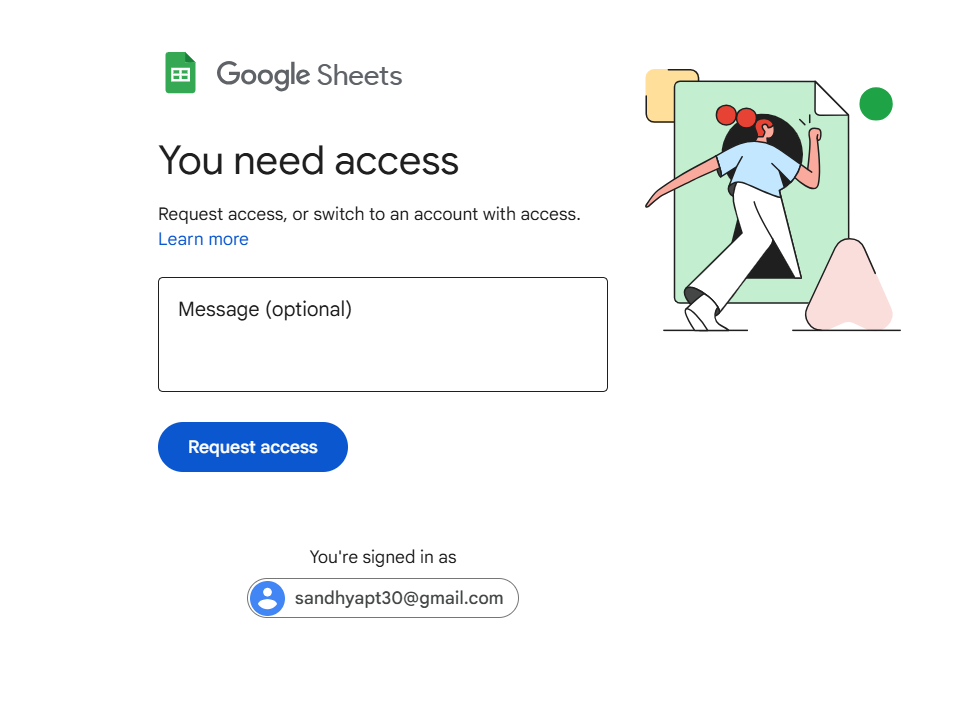 Google Sheets
You need access
Request access, or switch to an account with access.
Learn more
Message (optional)
Request access
You're signed in as
sandhyapt30@gmail.com